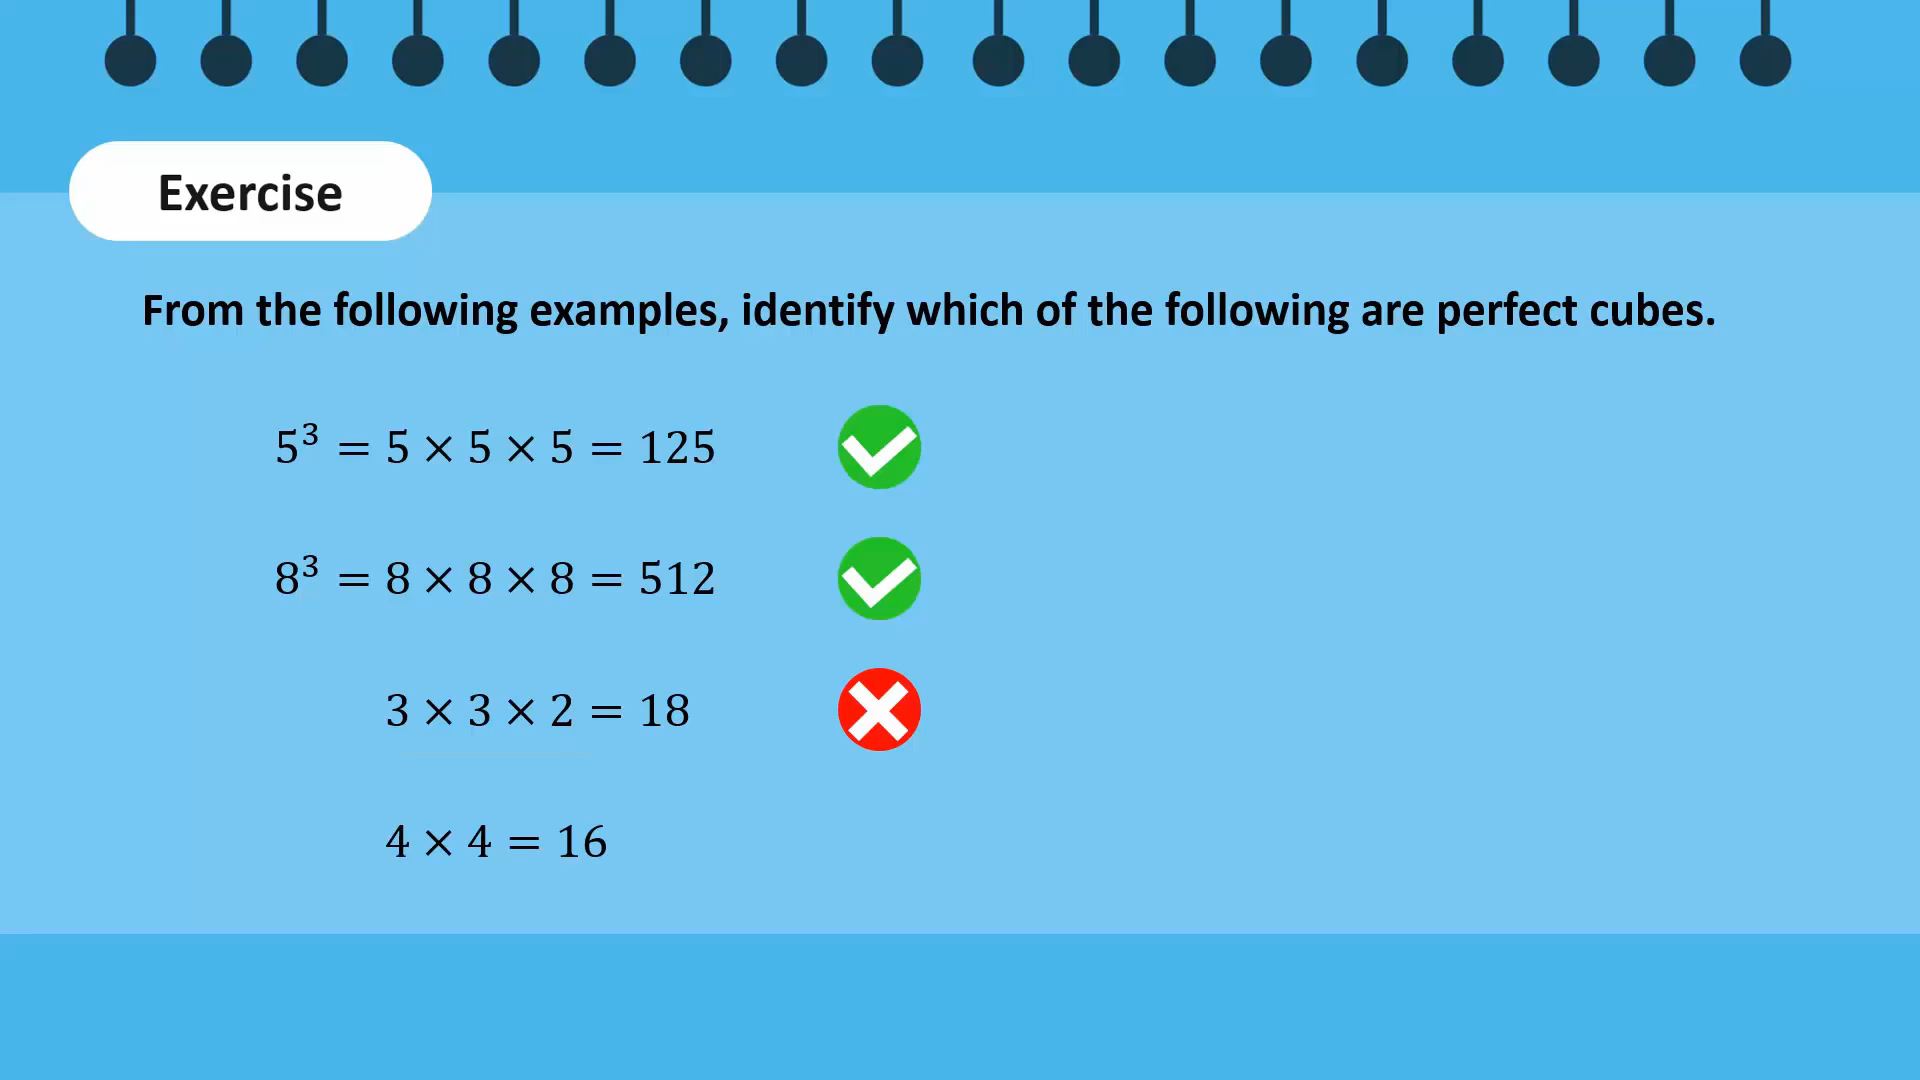 Exercise
From the following examples, identify which of the following are perfect cubes.
5³ = 5 × 5 × 5 = 125
8³ = 8 × 8 × 8 = 512
3 × 3 × 2 = 18
4 × 4 = 16